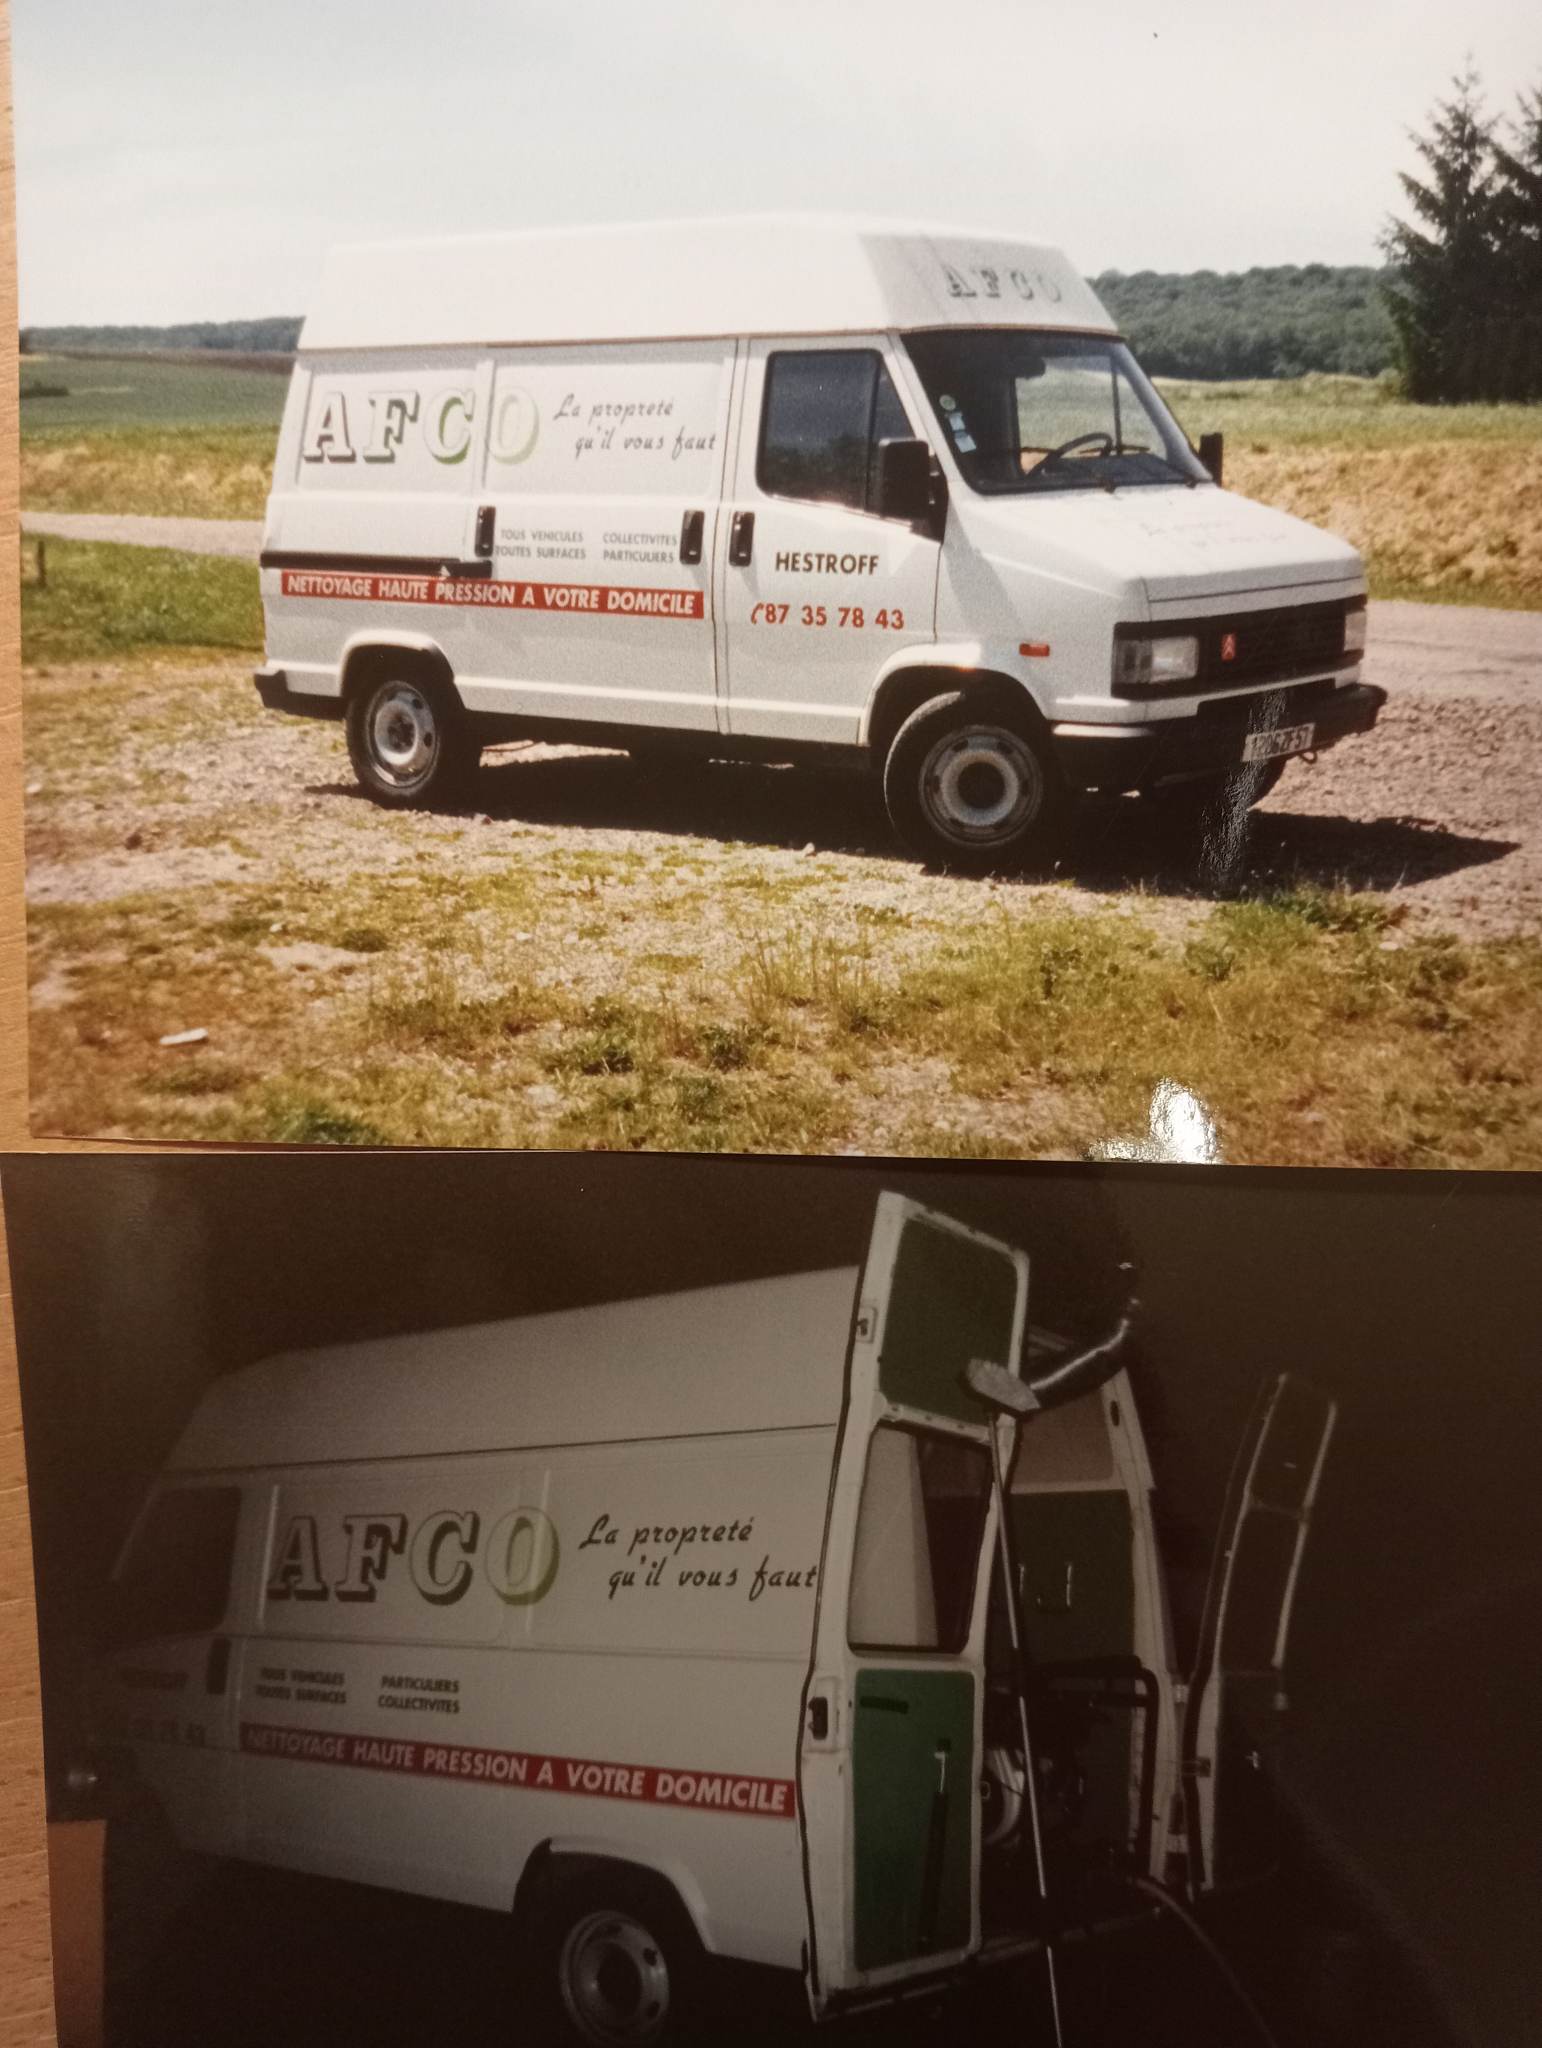 AFCO
AFCO
La propreté
qu'il vous faut
TOUS VEHICULES COLLECTIVITES
TOUTES SURFACES PARTICULIERS
HESTROFF
NETTOYAGE HAUTE PRESSION A VOTRE DOMICILE
87 35 78 43
AFCO
La propreté
qu'il vous faut
TOUS VEHICULES PARTICULIERS
TOUTES SURFACES COLLECTIVITES
NETTOYAGE HAUTE PRESSION A VOTRE DOMICILE